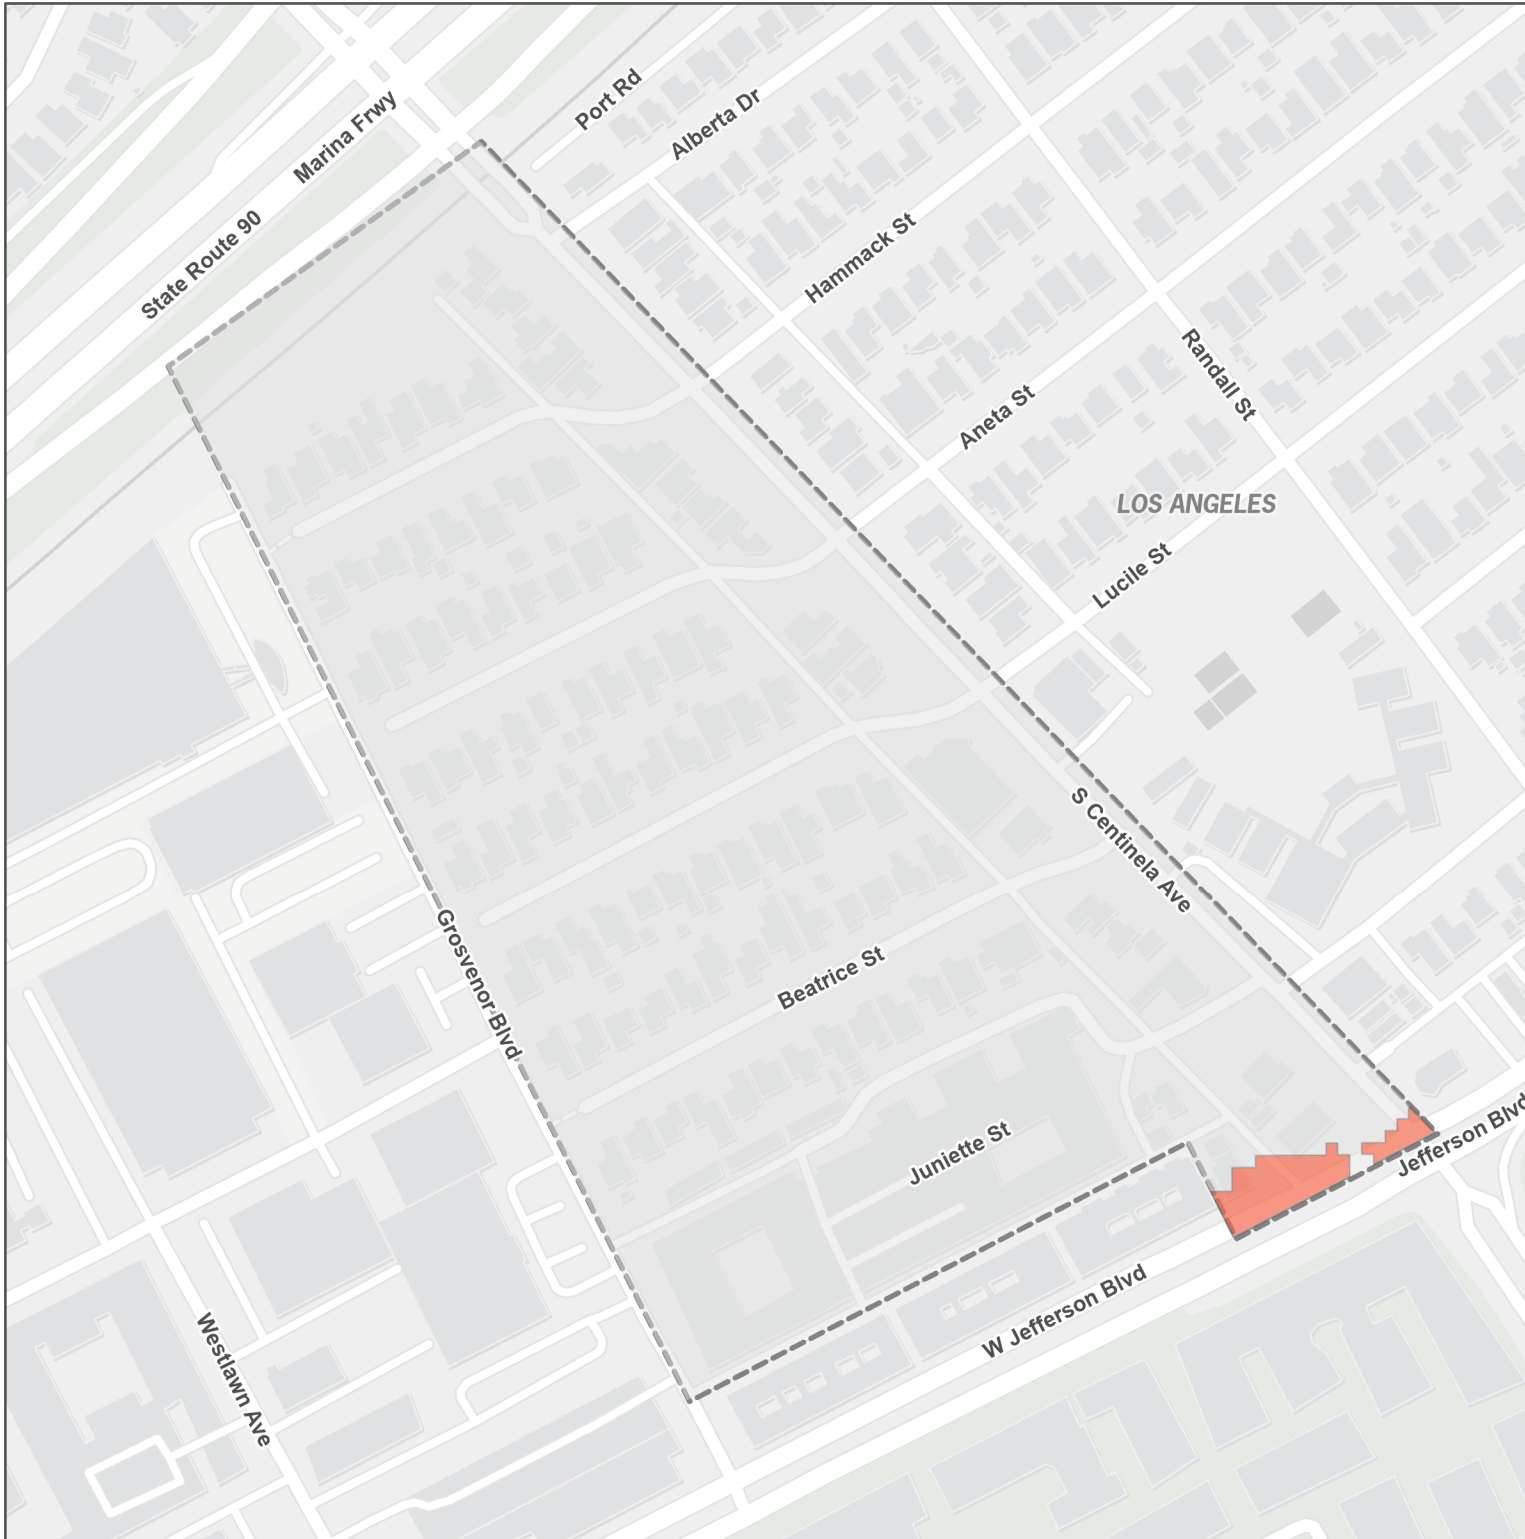 Port Rd
Alberta Dr
Marina Frwy
State Route 90
Hammack St
Randall St
Aneta St
LOS ANGELES
Lucile St
S Centinela Ave
Grosvenor Blvd
Beatrice St
Juniette St
Jefferson Blvd
W Jefferson Blvd
Westlawn Ave